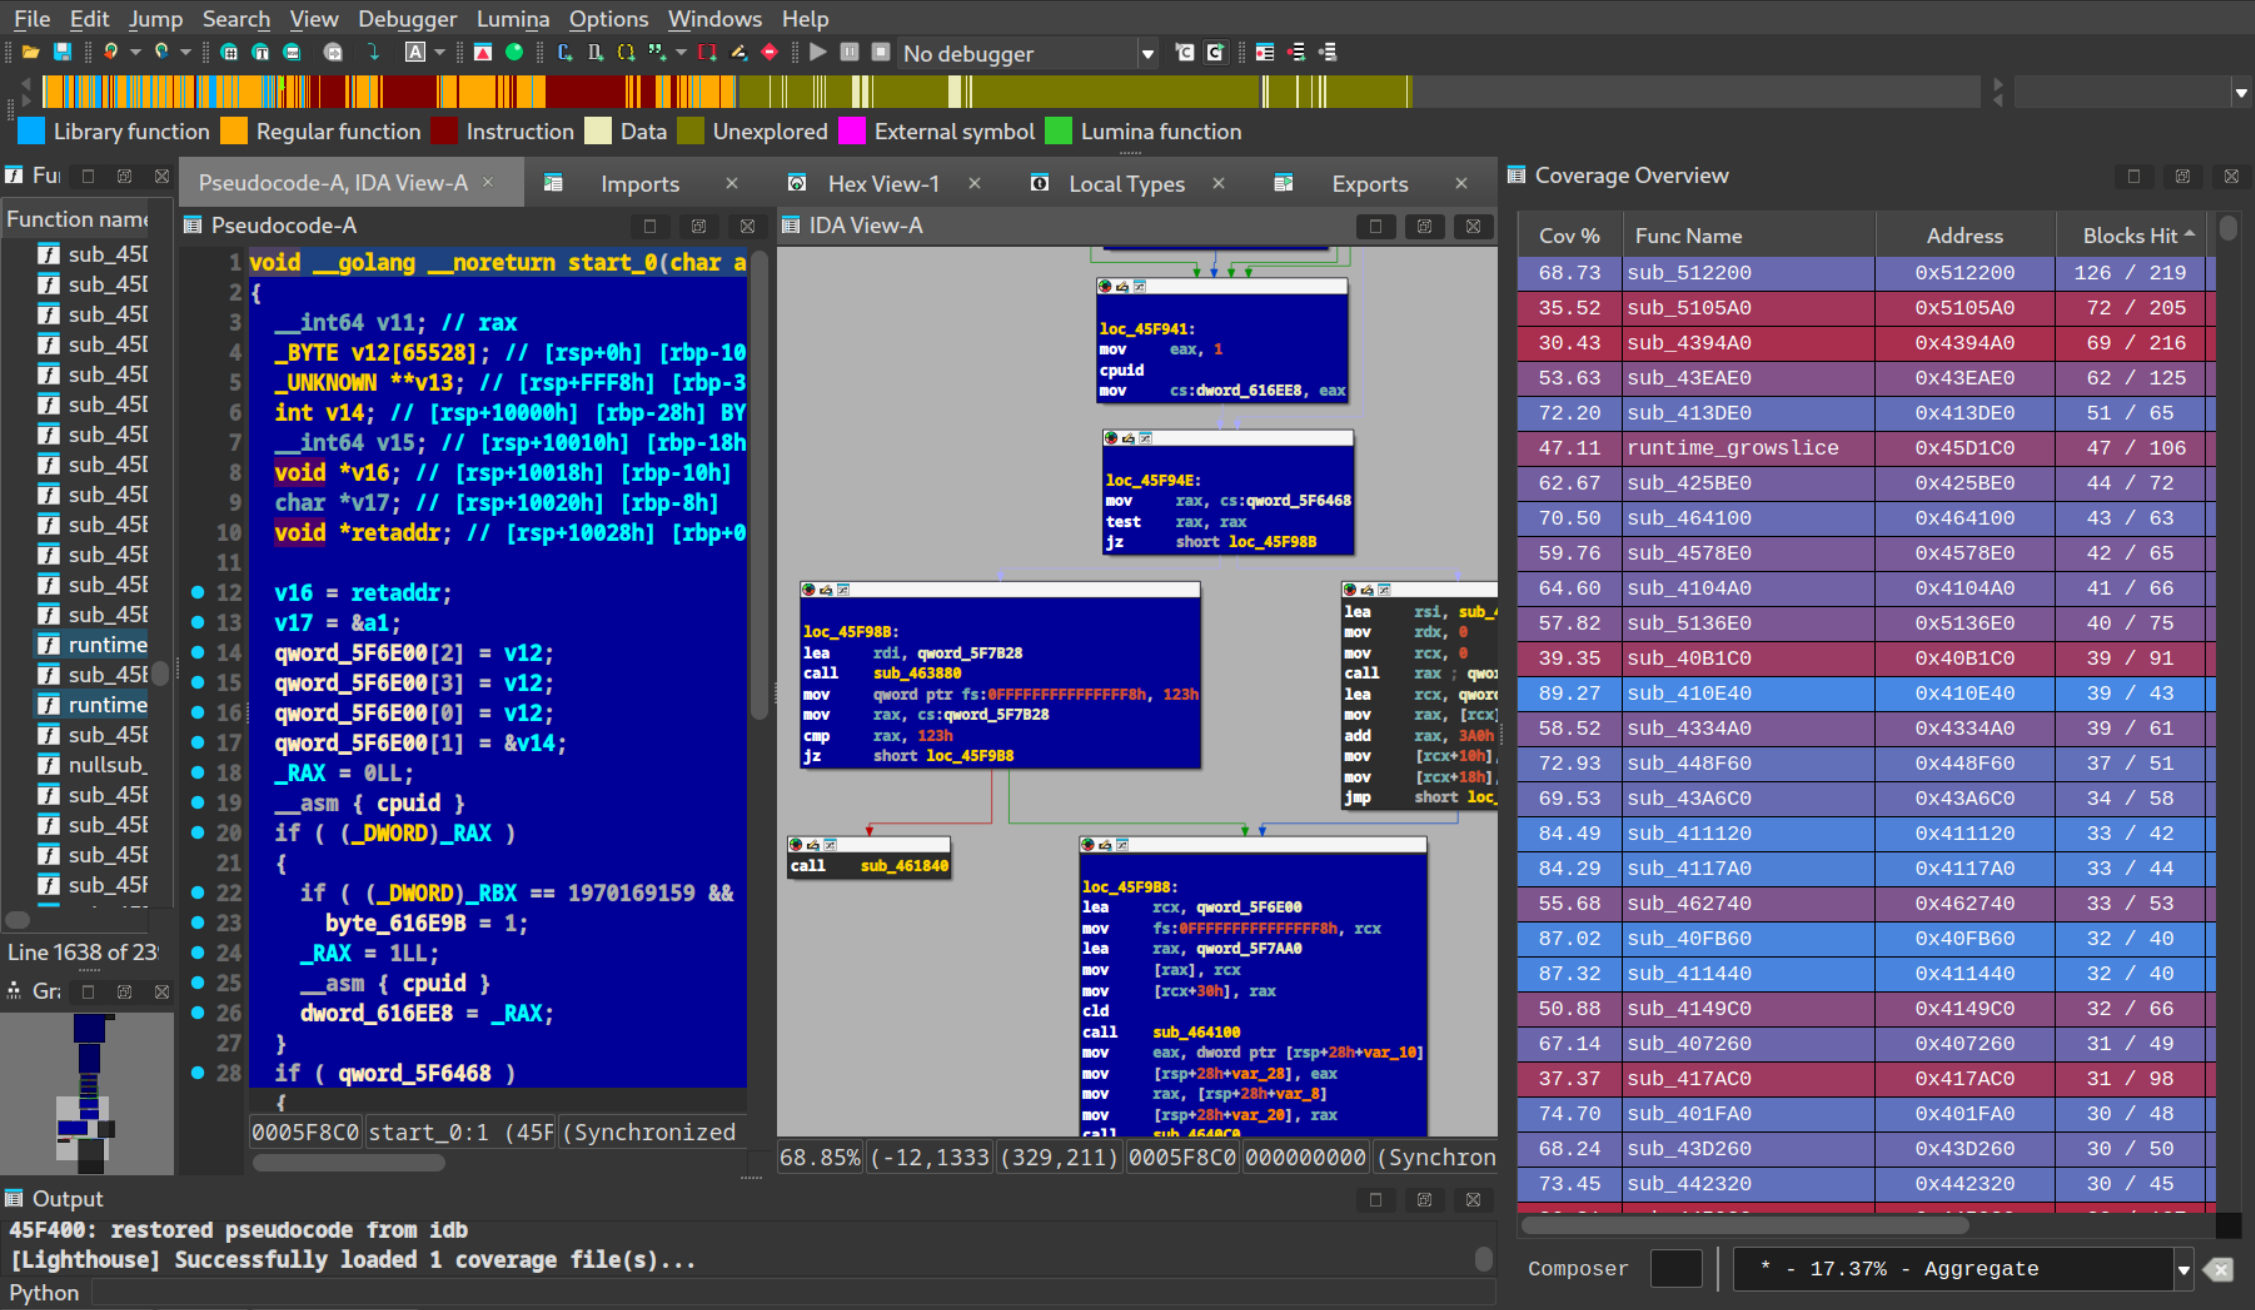 File Edit Jump Search View Debugger Lumina Options Windows Help
No debugger
Library function Regular function Instruction Data Unexplored External symbol Lumina function
Pseudocode-A, IDA View-A
Imports
Hex View-1
Local Types
Exports
Function name
sub_45E
sub_45E
sub_45E
sub_45E
sub_45E
runtime
sub_45E
runtime
sub_45E
nullsub_
sub_45E
sub_45E
sub_45E
sub_45F
Line 1638 of 23
Pseudocode-A
1 void __golang __noreturn start_0(char a
2 {
3 __int64 v11; // rax
4 _BYTE v12[65528]; // [rsp+0h] [rbp-10
5 _UNKNOWN **v13; // [rsp+FFF8h] [rbp-3
6 int v14; // [rsp+10000h] [rbp-28h] BY
7 __int64 v15; // [rsp+10010h] [rbp-18h
8 void *v16; // [rsp+10018h] [rbp-10h]
9 char *v17; // [rsp+10020h] [rbp-8h]
10 void *retaddr; // [rsp+10028h] [rbp+0
11
12 v16 = retaddr;
13 v17 = &a1;
14 qword_5F6E00[2] = v12;
15 qword_5F6E00[3] = v12;
16 qword_5F6E00[0] = v12;
17 qword_5F6E00[1] = &v14;
18 _RAX = 0LL;
19 __asm { cpuid }
20 if ( (_DWORD)_RAX )
21 {
22 if ( (_DWORD)_RBX == 1970169159 &&
23 byte_616E9B = 1;
24 _RAX = 1LL;
25 __asm { cpuid }
26 dword_616EE8 = _RAX;
27 }
28 if ( qword_5F6468 )
{
0005F8C0 start_0:1 (45F (Synchronized
IDA View-A
loc_45F941:
mov eax, 1
cpuid
mov cs:dword_616EE8, eax
loc_45F94E:
mov rax, cs:qword_5F6468
test rax, rax
jz short loc_45F98B
loc_45F98B:
lea rdi, qword_5F7B28
call sub_463880
mov qword ptr fs:0FFFFFFFFFFFFFFF8h, 123h
mov rax, cs:qword_5F7B28
cmp rax, 123h
jz short loc_45F9B8
lea rsi, sub_4
mov rdx, 0
mov rcx, 0
call rax ; qwo
lea rcx, qword
mov rax, [rcx]
add rax, 3A0h
mov [rcx+10h],
mov [rcx+18h],
jmp short loc_
call sub_461840
loc_45F9B8:
lea rcx, qword_5F6E00
mov fs:0FFFFFFFFFFFFFFF8h, rcx
lea rax, qword_5F7AA0
mov [rax], rcx
mov [rcx+30h], rax
cld
call sub_464100
mov eax, dword ptr [rsp+28h+var_10]
mov [rsp+28h+var_28], eax
mov rax, [rsp+28h+var_8]
mov [rsp+28h+var_20], rax
call sub_4640C0
68.85% (-12,1333 (329,211) 0005F8C0 000000000 (Synchron
Coverage Overview
Cov % Func Name Address Blocks Hit
68.73 sub_512200 0x512200 126 / 219
35.52 sub_5105A0 0x5105A0 72 / 205
30.43 sub_4394A0 0x4394A0 69 / 216
53.63 sub_43EAE0 0x43EAE0 62 / 125
72.20 sub_413DE0 0x413DE0 51 / 65
47.11 runtime_growslice 0x45D1C0 47 / 106
62.67 sub_425BE0 0x425BE0 44 / 72
70.50 sub_464100 0x464100 43 / 63
59.76 sub_4578E0 0x4578E0 42 / 65
64.60 sub_4104A0 0x4104A0 41 / 66
57.82 sub_5136E0 0x5136E0 40 / 75
39.35 sub_40B1C0 0x40B1C0 39 / 91
89.27 sub_410E40 0x410E40 39 / 43
58.52 sub_4334A0 0x4334A0 39 / 61
72.93 sub_448F60 0x448F60 37 / 51
69.53 sub_43A6C0 0x43A6C0 34 / 58
84.49 sub_411120 0x411120 33 / 42
84.29 sub_4117A0 0x4117A0 33 / 44
55.68 sub_462740 0x462740 33 / 53
87.02 sub_40FB60 0x40FB60 32 / 40
87.32 sub_411440 0x411440 32 / 40
50.88 sub_4149C0 0x4149C0 32 / 66
67.14 sub_407260 0x407260 31 / 49
37.37 sub_417AC0 0x417AC0 31 / 98
74.70 sub_401FA0 0x401FA0 30 / 48
68.24 sub_43D260 0x43D260 30 / 50
73.45 sub_442320 0x442320 30 / 45
Composer * - 17.37% - Aggregate
Output
45F400: restored pseudocode from idb
[Lighthouse] Successfully loaded 1 coverage file(s)...
Python